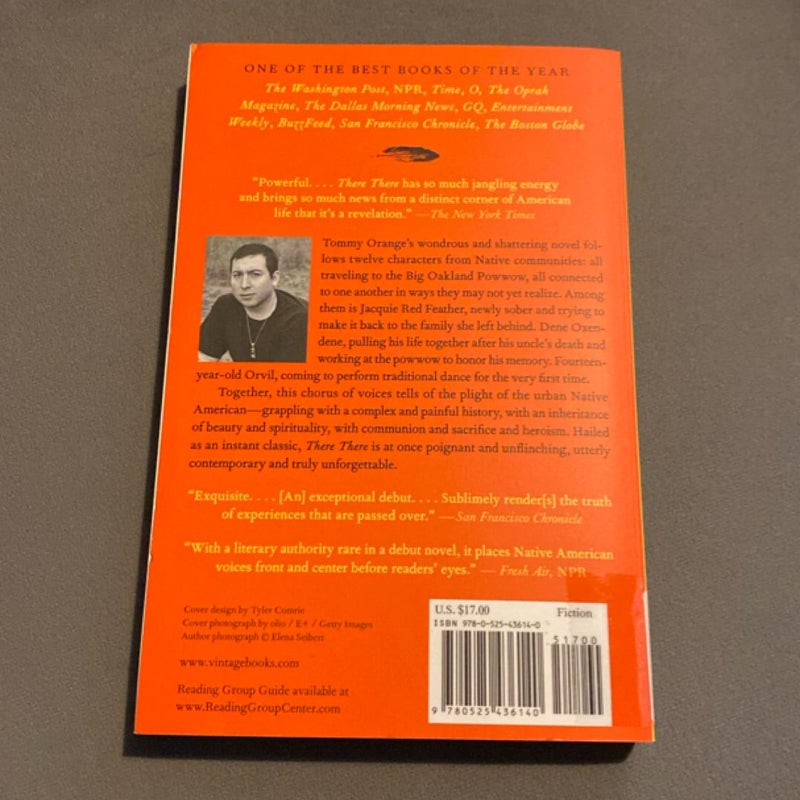 ONE OF THE BEST BOOKS OF THE YEAR
The Washington Post, NPR, Time, O, The Oprah
Magazine, The Dallas Morning News, GQ, Entertainment
Weekly, BuzzFeed, San Francisco Chronicle, The Boston Globe
“Powerful. . . . There There has so much jangling energy
and brings so much news from a distinct corner of American
life that it’s a revelation.” —The New York Times
Tommy Orange’s wondrous and shattering novel fol-
lows twelve characters from Native communities: all
traveling to the Big Oakland Powwow, all connected
to one another in ways they may not yet realize. Among
them is Jacquie Red Feather, newly sober and trying to
make it back to the family she left behind. Dene Oxen-
dene, pulling his life together after his uncle’s death and
working at the powwow to honor his memory. Fourteen-
year-old Orvil, coming to perform traditional dance for the very first time.
Together, this chorus of voices tells of the plight of the urban Native
American—grappling with a complex and painful history, with an inheritance
of beauty and spirituality, with communion and sacrifice and heroism. Hailed
as an instant classic, There There is at once poignant and unflinching, utterly
contemporary and truly unforgettable.
“Exquisite. . . . [An] exceptional debut. . . . Sublimely render[s] the truth
of experiences that are passed over.” —San Francisco Chronicle
“With a literary authority rare in a debut novel, it places Native American
voices front and center before readers’ eyes.” —Fresh Air, NPR
Cover design by Tyler Comrie
Cover photograph by olio / E+ / Getty Images
Author photograph © Elena Seibert
www.vintagebooks.com
Reading Group Guide available at
www.ReadingGroupCenter.com
U.S. $17.00 Fiction
ISBN 978-0-525-43614-0
51700
9 780525 436140